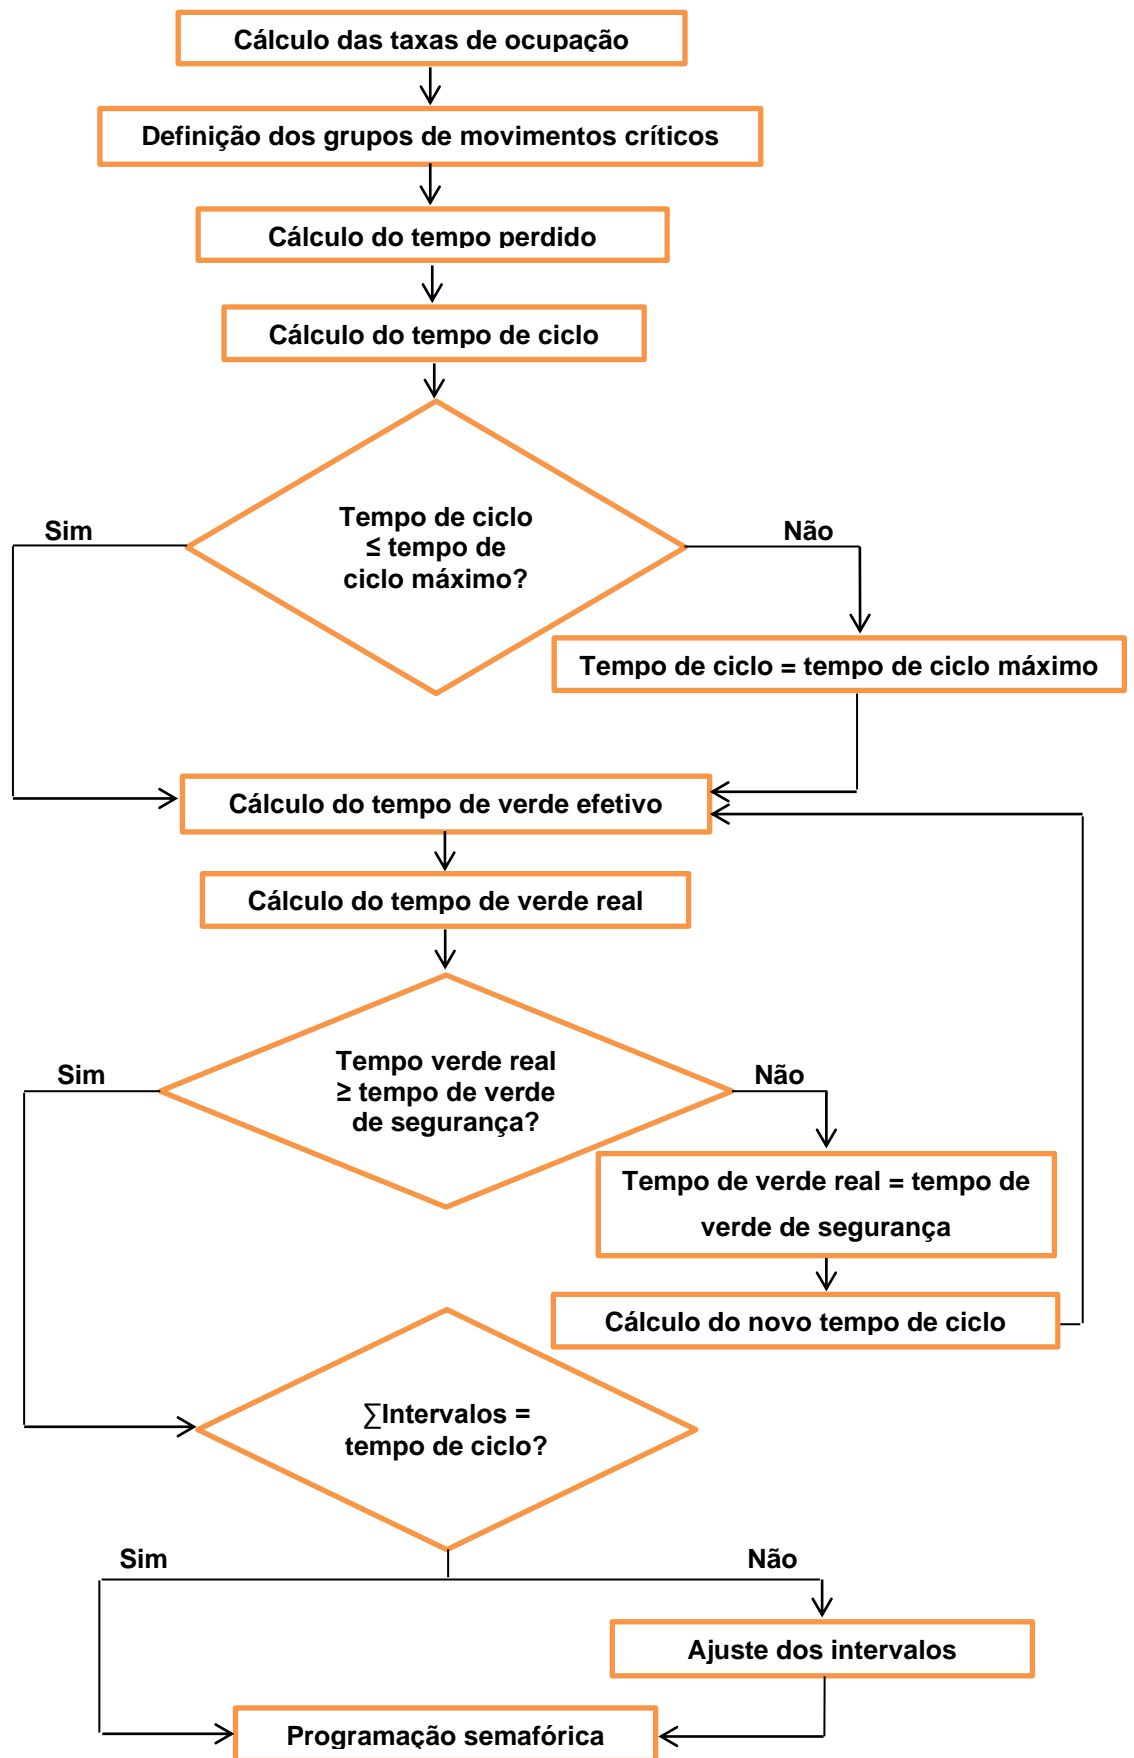 Cálculo das taxas de ocupação
Definição dos grupos de movimentos críticos
Cálculo do tempo perdido
Cálculo do tempo de ciclo
Tempo de ciclo
≤ tempo de
ciclo máximo?
Sim
Não
Tempo de ciclo = tempo de ciclo máximo
Cálculo do tempo de verde efetivo
Cálculo do tempo de verde real
Tempo verde real
≥ tempo de verde
de segurança?
Sim
Não
Tempo de verde real = tempo de
verde de segurança
Cálculo do novo tempo de ciclo
∑Intervalos =
tempo de ciclo?
Sim
Não
Ajuste dos intervalos
Programação semafórica